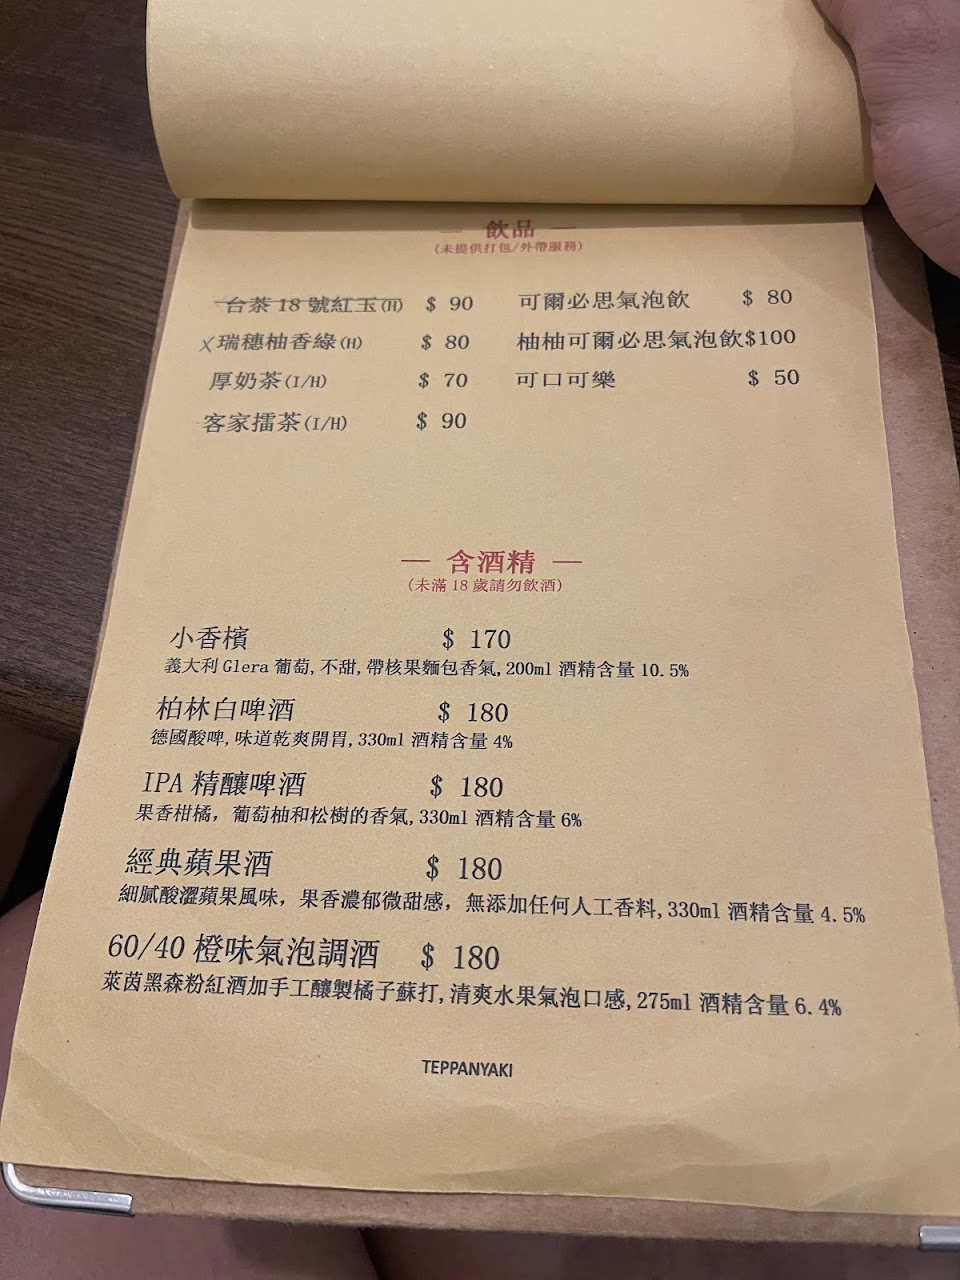 — 飲品 —
(未提供打包/外帶服務)
台茶 18 號紅玉(H) $ 90 可爾必思氣泡飲 $ 80
X 瑞穗柚香綠(H) $ 80 柚柚可爾必思氣泡飲$100
厚奶茶(I/H) $ 70 可口可樂 $ 50
客家擂茶(I/H) $ 90
— 含酒精 —
(未滿 18 歲請勿飲酒)
小香檳 $ 170
義大利 Glera 葡萄,不甜,帶核果麵包香氣,200ml 酒精含量 10.5%
柏林白啤酒 $ 180
德國酸啤,味道乾爽開胃,330ml 酒精含量 4%
IPA 精釀啤酒 $ 180
果香柑橘，葡萄柚和松樹的香氣,330ml 酒精含量 6%
經典蘋果酒 $ 180
細膩酸澀蘋果風味，果香濃郁微甜感，無添加任何人工香料,330ml 酒精含量 4.5%
60/40 橙味氣泡調酒 $ 180
萊茵黑森粉紅酒加手工釀製橘子蘇打,清爽水果氣泡口感,275ml 酒精含量 6.4%
TEPPANYAKI